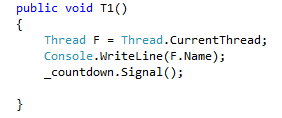 public void T1()
{
Thread F = Thread.CurrentThread;
Console.WriteLine(F.Name);
_countdown.Signal();
}